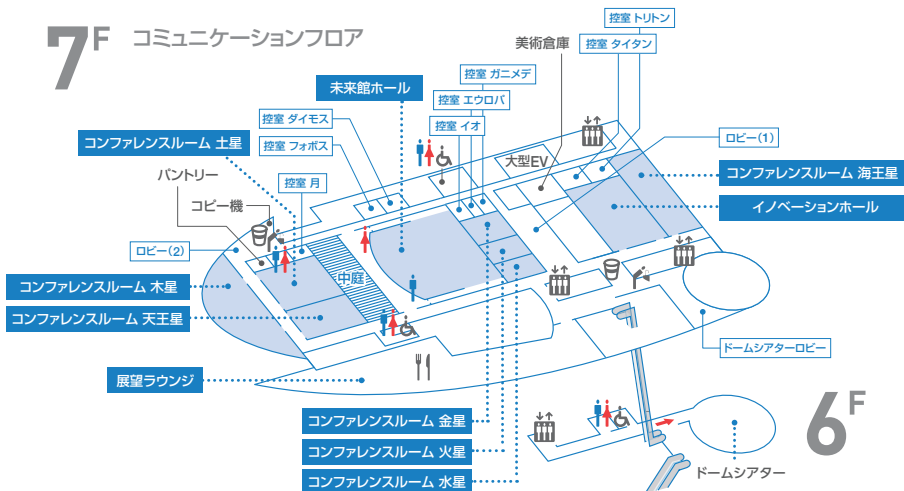 7F コミュニケーションフロア
控室 トリトン
美術倉庫
控室 タイタン
控室 ガニメデ
未来館ホール
控室 エウロパ
控室 ダイモス
控室 イオ
ロビー(1)
コンファレンスルーム 土星
控室 フォボス
大型EV
コンファレンスルーム 海王星
パントリー
控室 月
コピー機
イノベーションホール
ロビー(2)
中庭
コンファレンスルーム 木星
コンファレンスルーム 天王星
ドームシアターロビー
展望ラウンジ
コンファレンスルーム 金星
6F
コンファレンスルーム 火星
ドームシアター
コンファレンスルーム 水星